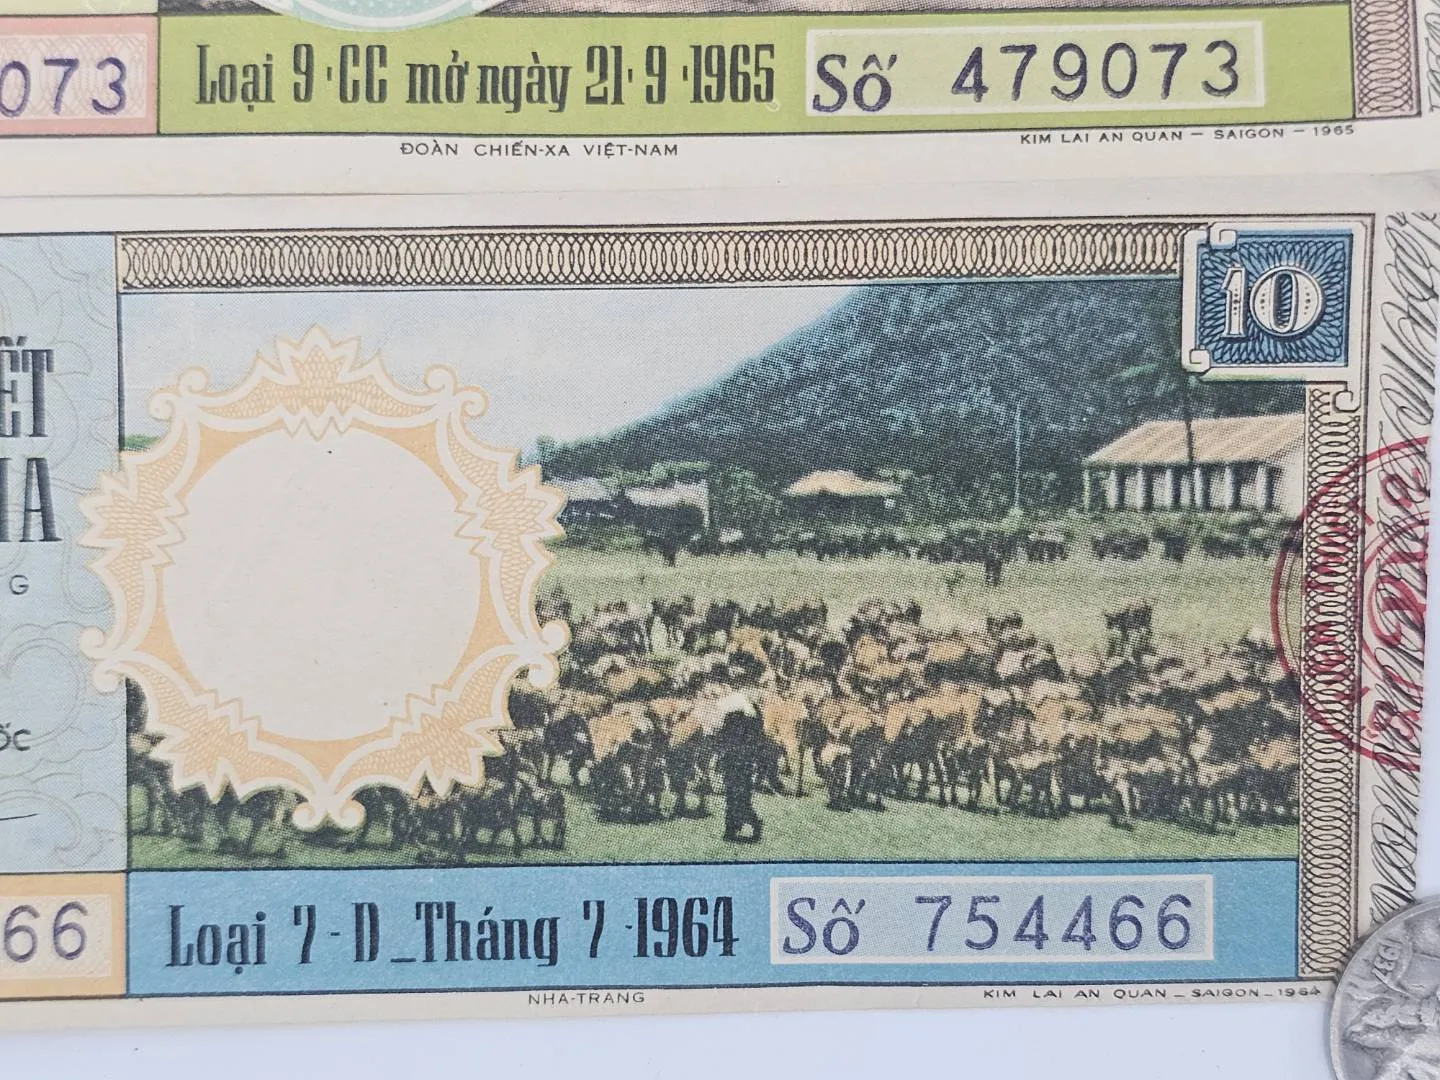 073
Loại 9·CC mở ngày 21·9·1965
Số 479073
ĐOÀN CHIẾN-XA VIỆT-NAM
KIM LAI AN QUAN — SAIGON — 1965
10
ẾT
IA
G
ỐC
66
Loại 7-D_Tháng 7·1964
Số 754466
NHA-TRANG
KIM LAI AN QUAN _ SAIGON _ 1964
1937